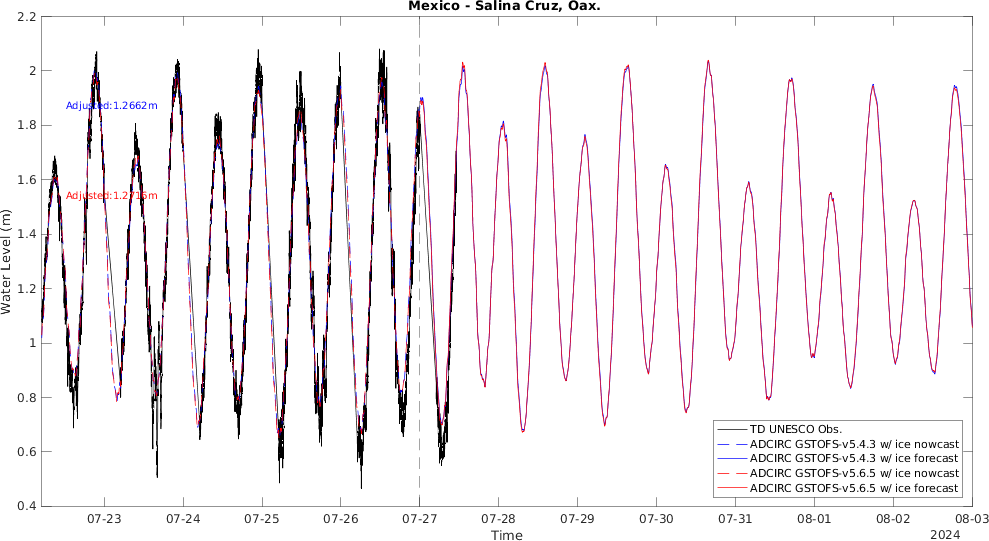 Mexico - Salina Cruz, Oax.
2.2
2
1.8
1.6
1.4
1.2
1
0.8
0.6
0.4
Water Level (m)
Adjusted:1.2662m
Adjusted:1.2716m
TD UNESCO Obs.
ADCIRC GSTOFS-v5.4.3 w/ ice nowcast
ADCIRC GSTOFS-v5.4.3 w/ ice forecast
ADCIRC GSTOFS-v5.6.5 w/ ice nowcast
ADCIRC GSTOFS-v5.6.5 w/ ice forecast
07-23 07-24 07-25 07-26 07-27 07-28 07-29 07-30 07-31 08-01 08-02 08-03
Time
2024